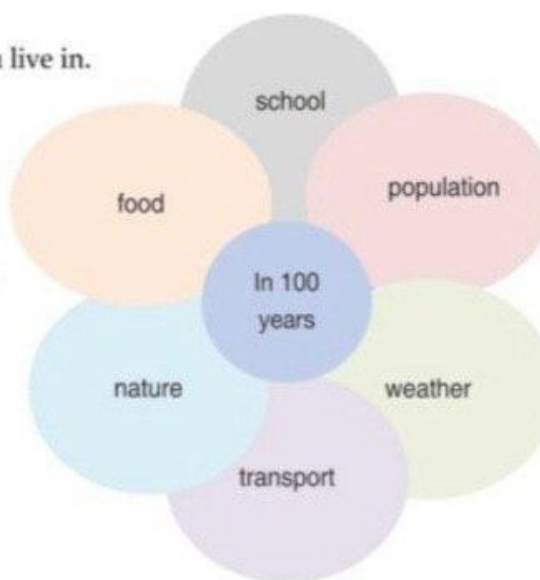 live in.
school
food
population
In 100
years
nature
weather
transport